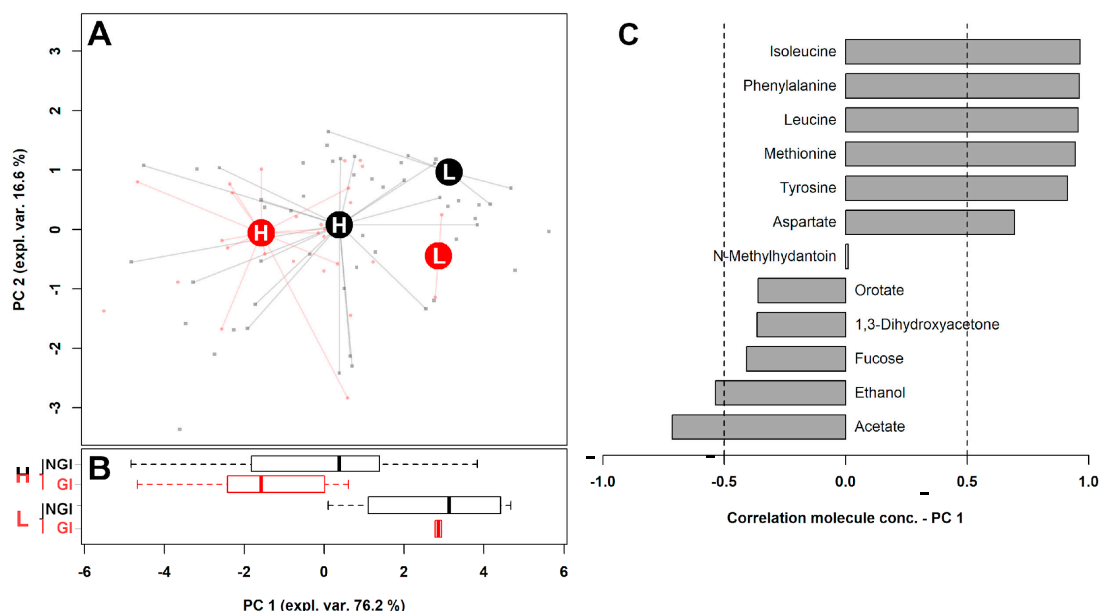 A
3
2
1
0
-1
-2
-3
PC 2 (expl. var. 16.6 %)
L
H
H
L
B
H
NGI
GI
L
NGI
GI
-6
-4
-2
0
2
4
6
PC 1 (expl. var. 76.2 %)
C
Isoleucine
Phenylalanine
Leucine
Methionine
Tyrosine
Aspartate
N-Methylhydantoin
Orotate
1,3-Dihydroxyacetone
Fucose
Ethanol
Acetate
-1.0
-0.5
0.0
0.5
1.0
Correlation molecule conc. - PC 1